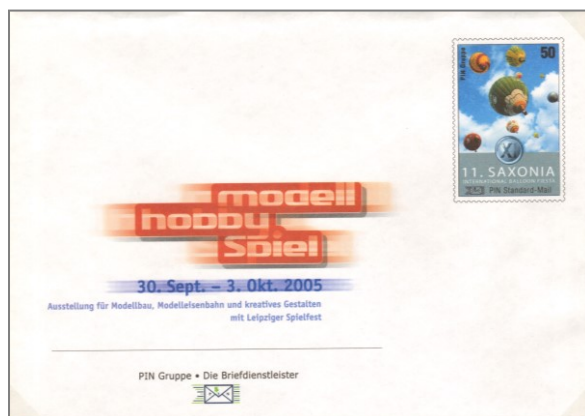 PIN Gruppe
50
XI
11. SAXONIA
INTERNATIONAL BALLOON FIESTA
PIN Standard-Mail
modell
hobby.
Spiel
30. Sept. – 3. Okt. 2005
Ausstellung für Modellbau, Modelleisenbahn und kreatives Gestalten
mit Leipziger Spielfest
PIN Gruppe • Die Briefdienstleister